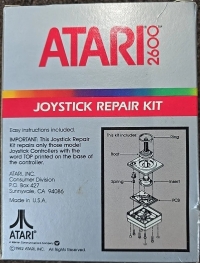 ATARI 2600™
JOYSTICK REPAIR KIT
Easy instructions included.
IMPORTANT: This Joystick Repair
Kit repairs only those model
Joystick Controllers with the
word TOP printed on the base of
the controller.
ATARI, INC.
Consumer Division
P.O. Box 427
Sunnyvale, CA 94086
Made in U.S.A.
This kit includes:
Ring
Boot
Spring
Insert
PCB
ATARI
©1983 ATARI, INC. All Rights Reserved.